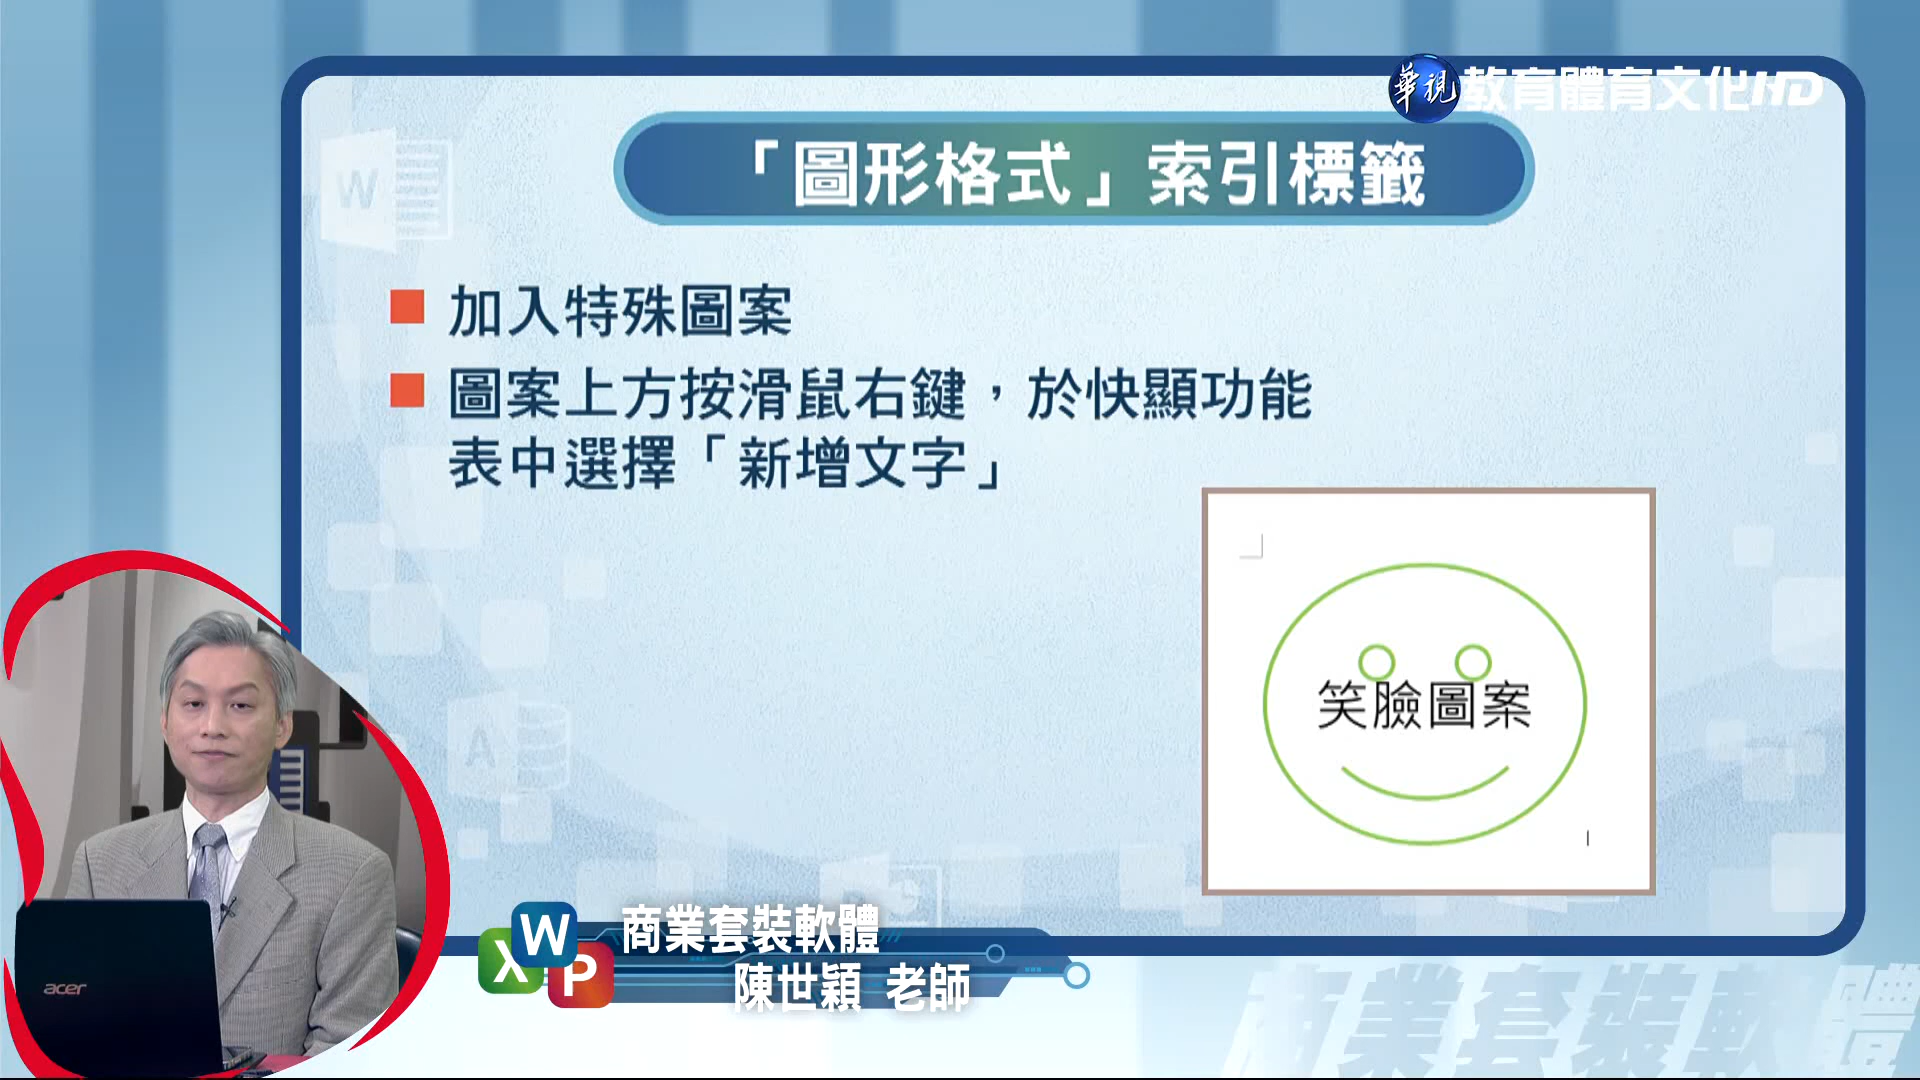 華視 教育體育文化HD
「圖形格式」索引標籤
W
加入特殊圖案
圖案上方按滑鼠右鍵，於快顯功能
表中選擇「新增文字」
笑臉圖案
A
acer
W
X
P
商業套裝軟體
陳世穎 老師
商業套裝軟體